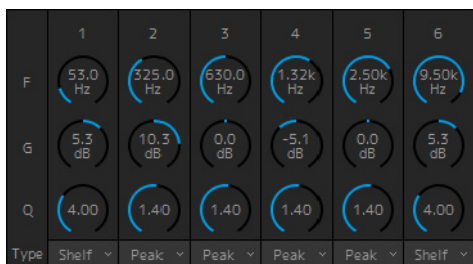 1 2 3 4 5 6
F 53.0 Hz 325.0 Hz 630.0 Hz 1.32k Hz 2.50k Hz 9.50k Hz
G 5.3 dB 10.3 dB 0.0 dB -5.1 dB 0.0 dB 5.3 dB
Q 4.00 1.40 1.40 1.40 1.40 4.00
Type Shelf Peak Peak Peak Peak Shelf